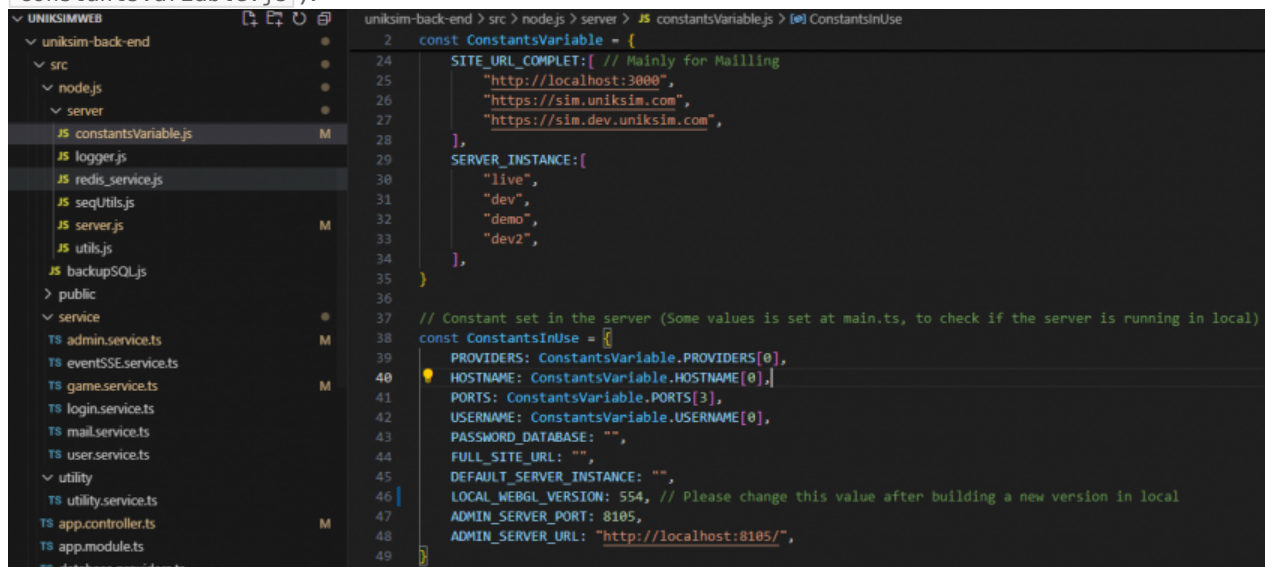 constantsVariable.js ).
UNIKSIMWEB
uniksim-back-end
src
node.js
server
JS constantsVariable.js M
JS logger.js
JS redis_service.js
JS seqUtils.js
JS server.js M
JS utils.js
JS backupSQL.js
public
service
TS admin.service.ts M
TS eventSSE.service.ts
TS game.service.ts M
TS login.service.ts
TS mail.service.ts
TS user.service.ts
utility
TS utility.service.ts
TS app.controller.ts M
TS app.module.ts
uniksim-back-end > src > node.js > server > JS constantsVariable.js > ConstantsInUse
2 const ConstantsVariable = {
24 SITE_URL_COMPLET:[ // Mainly for Mailling
25 "http://localhost:3000",
26 "https://sim.uniksim.com",
27 "https://sim.dev.uniksim.com",
28 ],
29 SERVER_INSTANCE:[
30 "live",
31 "dev",
32 "demo",
33 "dev2",
34 ],
35 }
36
37 // Constant set in the server (Some values is set at main.ts, to check if the server is running in local)
38 const ConstantsInUse = {
39 PROVIDERS: ConstantsVariable.PROVIDERS[0],
40 HOSTNAME: ConstantsVariable.HOSTNAME[0],
41 PORTS: ConstantsVariable.PORTS[3],
42 USERNAME: ConstantsVariable.USERNAME[0],
43 PASSWORD_DATABASE: "",
44 FULL_SITE_URL: "",
45 DEFAULT_SERVER_INSTANCE: "",
46 LOCAL_WEBGL_VERSION: 554, // Please change this value after building a new version in local
47 ADMIN_SERVER_PORT: 8105,
48 ADMIN_SERVER_URL: "http://localhost:8105/",
49 }